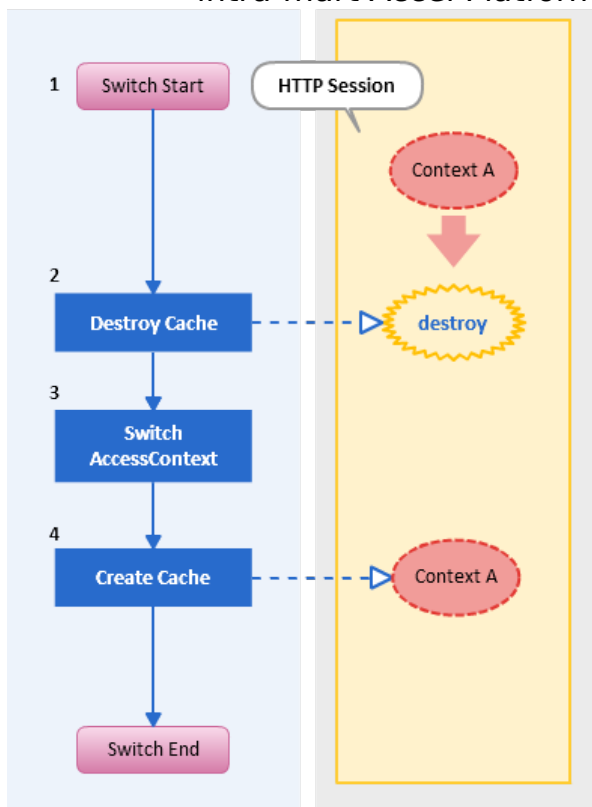 1
Switch Start
HTTP Session
Context A
2
Destroy Cache
destroy
3
Switch
AccessContext
4
Create Cache
Context A
Switch End